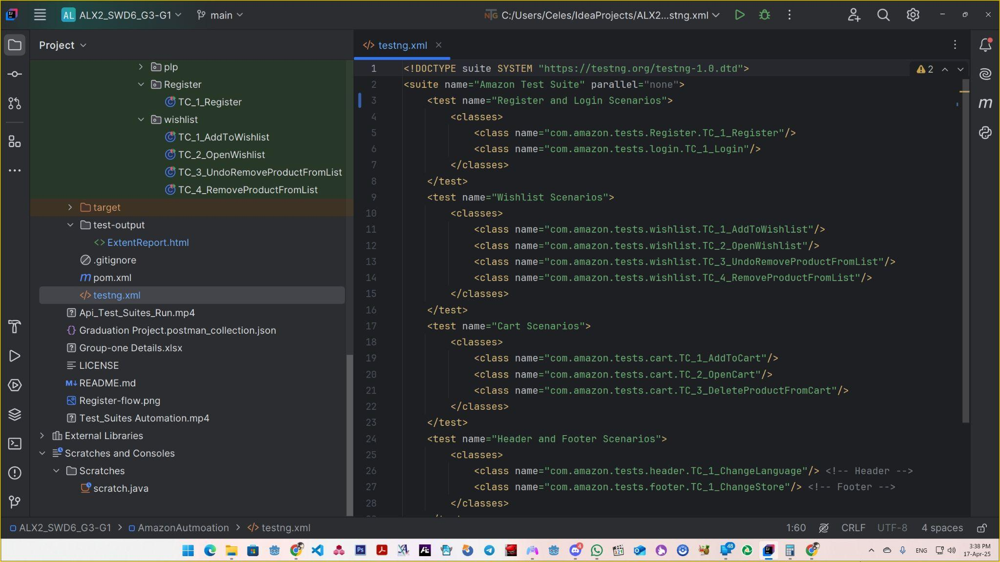 AL ALX2_SWD6_G3-G1 main C:/Users/Celes/IdeaProjects/ALX2...stng.xml
Project
testng.xml
plp
Register
TC_1_Register
wishlist
TC_1_AddToWishlist
TC_2_OpenWishlist
TC_3_UndoRemoveProductFromList
TC_4_RemoveProductFromList
target
test-output
<> ExtentReport.html
.gitignore
m pom.xml
</> testng.xml
Api_Test_Suites_Run.mp4
{} Graduation Project.postman_collection.json
Group-one Details.xlsx
LICENSE
M↓ README.md
Register-flow.png
Test_Suites Automation.mp4
External Libraries
Scratches and Consoles
Scratches
scratch.java
2
1 <!DOCTYPE suite SYSTEM "https://testng.org/testng-1.0.dtd">
2 <suite name="Amazon Test Suite" parallel="none">
3 <test name="Register and Login Scenarios">
4 <classes>
5 <class name="com.amazon.tests.Register.TC_1_Register"/>
6 <class name="com.amazon.tests.login.TC_1_Login"/>
7 </classes>
8 </test>
9 <test name="Wishlist Scenarios">
10 <classes>
11 <class name="com.amazon.tests.wishlist.TC_1_AddToWishlist"/>
12 <class name="com.amazon.tests.wishlist.TC_2_OpenWishlist"/>
13 <class name="com.amazon.tests.wishlist.TC_3_UndoRemoveProductFromList"/>
14 <class name="com.amazon.tests.wishlist.TC_4_RemoveProductFromList"/>
15 </classes>
16 </test>
17 <test name="Cart Scenarios">
18 <classes>
19 <class name="com.amazon.tests.cart.TC_1_AddToCart"/>
20 <class name="com.amazon.tests.cart.TC_2_OpenCart"/>
21 <class name="com.amazon.tests.cart.TC_3_DeleteProductFromCart"/>
22 </classes>
23 </test>
24 <test name="Header and Footer Scenarios">
25 <classes>
26 <class name="com.amazon.tests.header.TC_1_ChangeLanguage"/> <!-- Header -->
27 <class name="com.amazon.tests.footer.TC_1_ChangeStore"/> <!-- Footer -->
28 </classes>
ALX2_SWD6_G3-G1 > AmazonAutmoation > </> testng.xml
1:60 CRLF UTF-8 4 spaces
Ps
321
4
48
ENG
3:38 PM
17-Apr-25